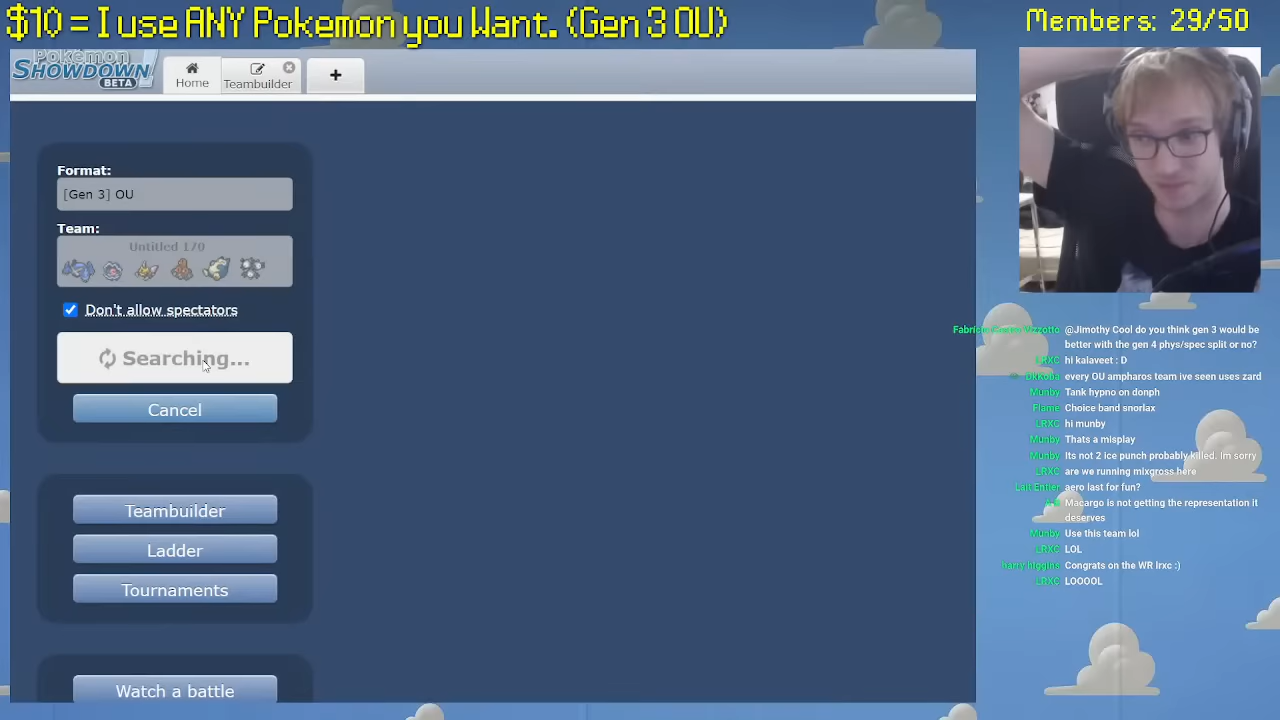 $10 = I use ANY Pokemon you Want. (Gen 3 OU)
Members: 29/50
Pokémon
SHOWDOWN!
BETA
Home
Teambuilder
+
Format:
[Gen 3] OU
Team:
Untitled 170
Don't allow spectators
Searching...
Cancel
Teambuilder
Ladder
Tournaments
Watch a battle
@Jimothy Cool do you think gen 3 would be
better with the gen 4 phys/spec split or no?
LRXC hi kalaveet : D
every OU ampharos team ive seen uses zard
Munby Tank hypno on donph
Flame Choice band snorlax
LRXC hi munby
Munby Thats a misplay
Munby Its not 2 ice punch probably killed. Im sorry
LRXC are we running mixgross here
Lait Entier aero last for fun?
Macargo is not getting the representation it
deserves
Munby Use this team lol
LRXC LOL
harry higgins Congrats on the WR lrxc :)
LRXC LOOOOL